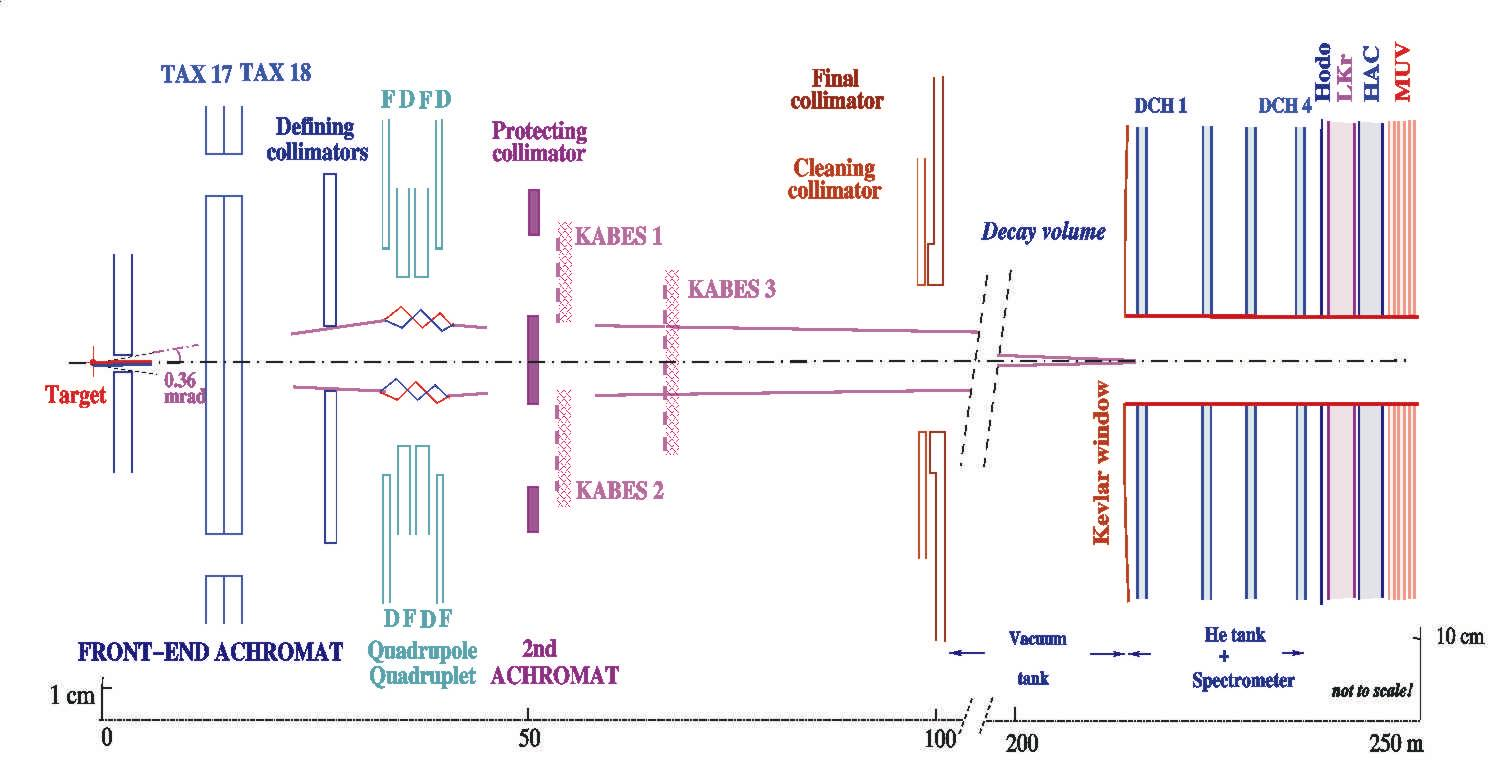 TAX 17 TAX 18
F D F D
Defining
collimators
Protecting
collimator
KABES 1
KABES 3
KABES 2
Final
collimator
Cleaning
collimator
Decay volume
DCH 1
DCH 4
Hodo
LKr
HAC
MUV
Target
0.36
mrad
Kevlar window
D F D F
FRONT–END ACHROMAT
Quadrupole
Quadruplet
2nd
ACHROMAT
Vacuum
tank
He tank
+
Spectrometer
10 cm
not to scale!
1 cm
0
50
100
200
250 m